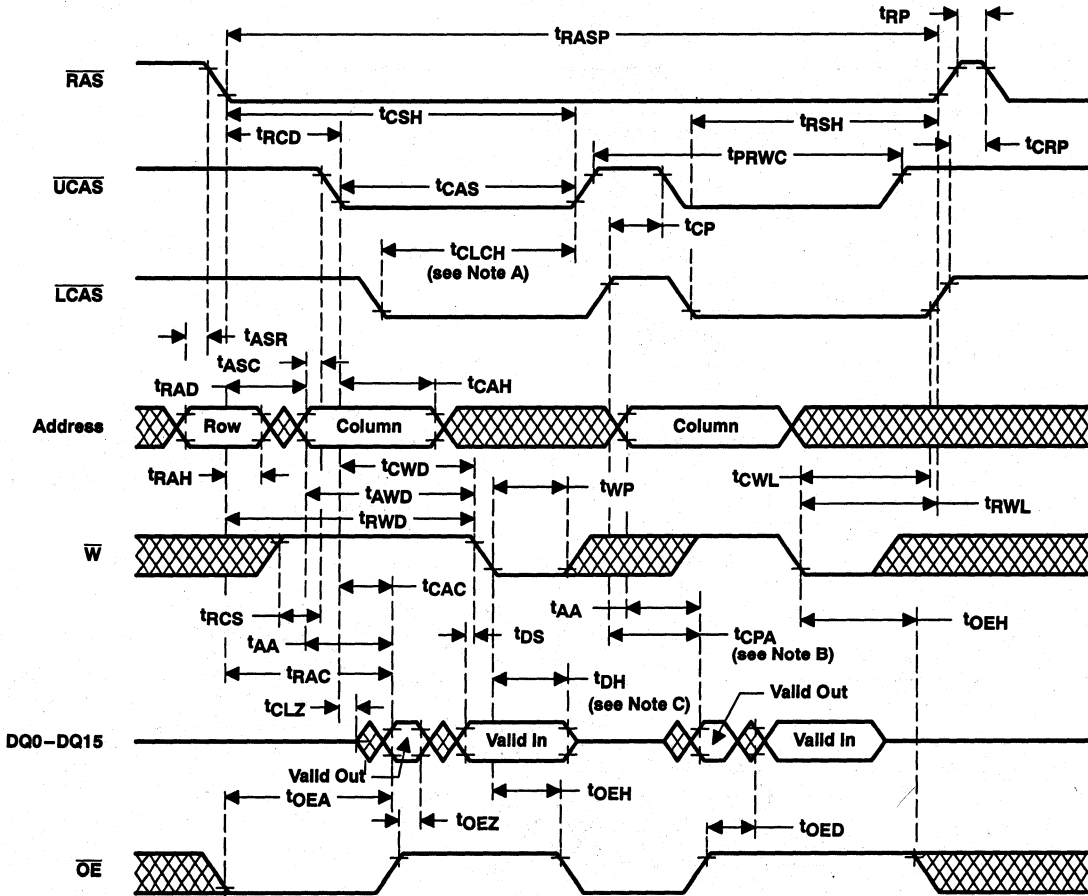 tRP
tRASP
RAS
tCSH
tRSH
tRCD
tCRP
tPRWC
UCAS
tCAS
tCP
tCLCH
(see Note A)
LCAS
tASR
tASC
tRAD
tCAH
Address
Row
Column
Column
tRAH
tCWD
tCWL
tWP
tAWD
tRWL
tRWD
W
tCAC
tRCS
tAA
tOEH
tDS
tAA
tCPA
(see Note B)
tRAC
tDH
(see Note C)
Valid Out
tCLZ
DQ0–DQ15
Valid In
Valid In
Valid Out
tOEA
tOEH
tOEZ
tOED
OE